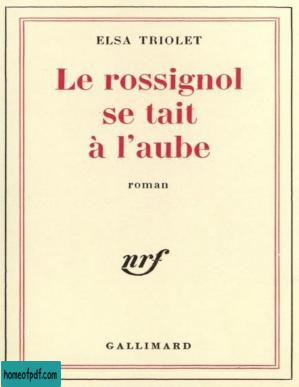 ELSA TRIOLET
Le rossignol
se tait
à l'aube
roman
nrf
GALLIMARD
homeofpdf.com